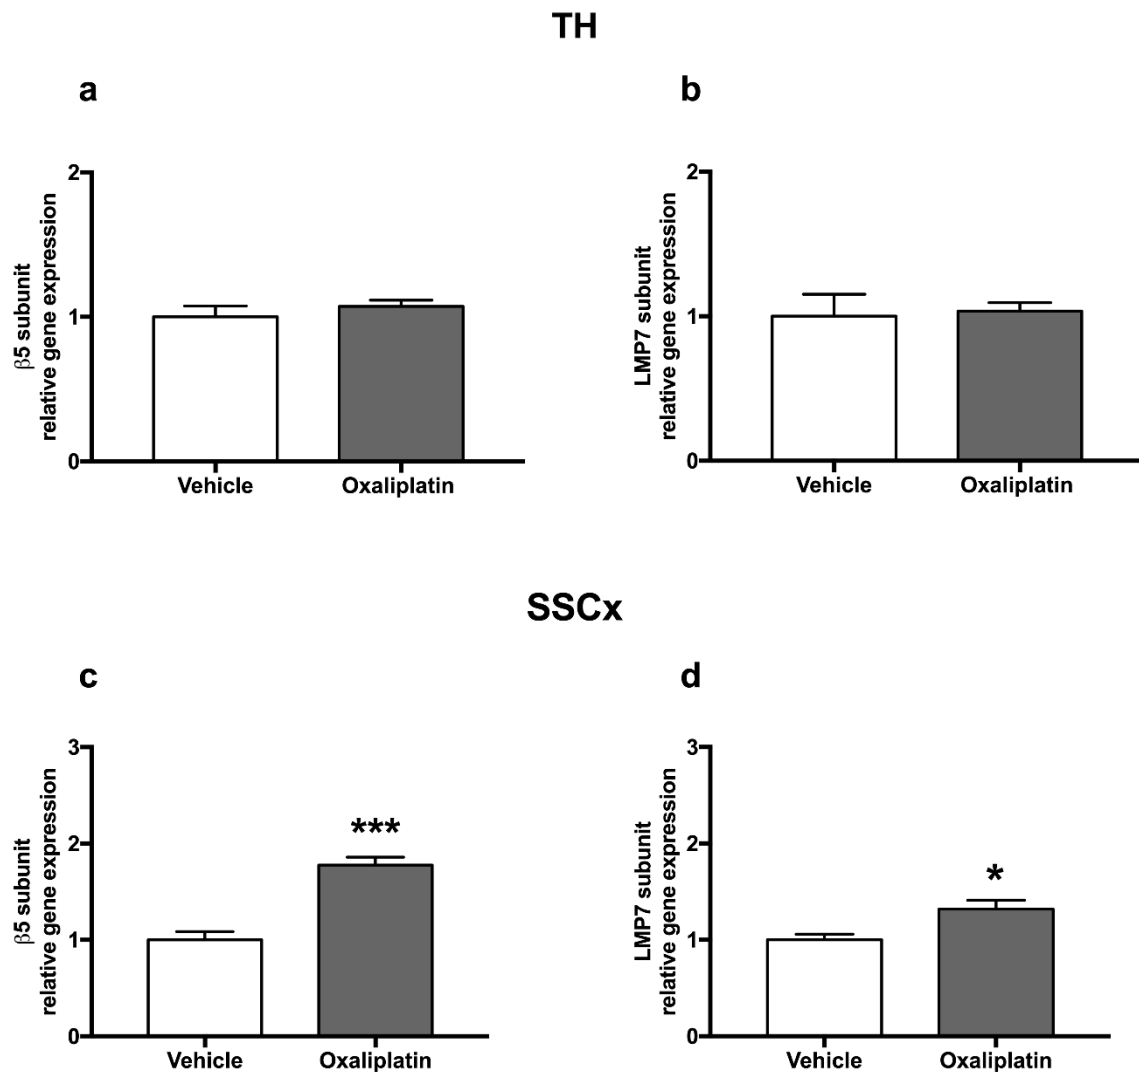 TH
a
β5 subunit
relative gene expression
2
1
0
Vehicle
Oxaliplatin
b
LMP7 subunit
relative gene expression
2
1
0
Vehicle
Oxaliplatin
SSCx
c
β5 subunit
relative gene expression
3
2
1
0
***
Vehicle
Oxaliplatin
d
LMP7 subunit
relative gene expression
3
2
1
0
*
Vehicle
Oxaliplatin